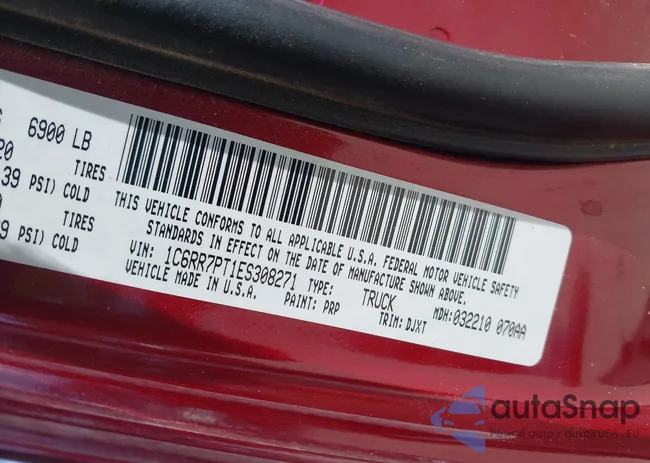 6900 LB
TIRES
39 PSI) COLD
TIRES
9 PSI) COLD
THIS VEHICLE CONFORMS TO ALL APPLICABLE U.S.A. FEDERAL MOTOR VEHICLE SAFETY
STANDARDS IN EFFECT ON THE DATE OF MANUFACTURE SHOWN ABOVE.
VIN: 1C6RR7PT1ES308271 TYPE: TRUCK MDH:032210 070AA
VEHICLE MADE IN U.S.A. PAINT: PRP TRIM: DJXT
autaSnap